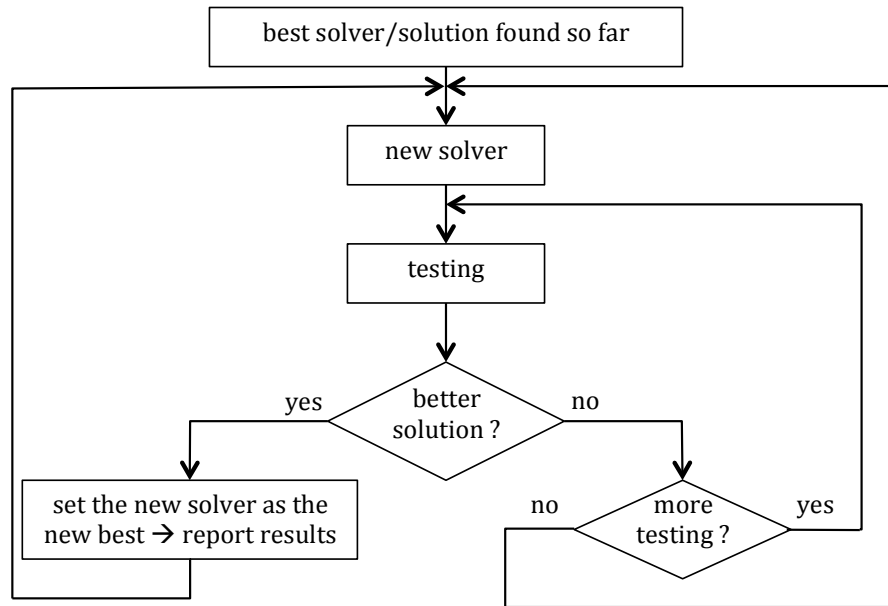 best solver/solution found so far
new solver
testing
yes
better
solution ?
no
set the new solver as the
new best → report results
no
more
testing ?
yes